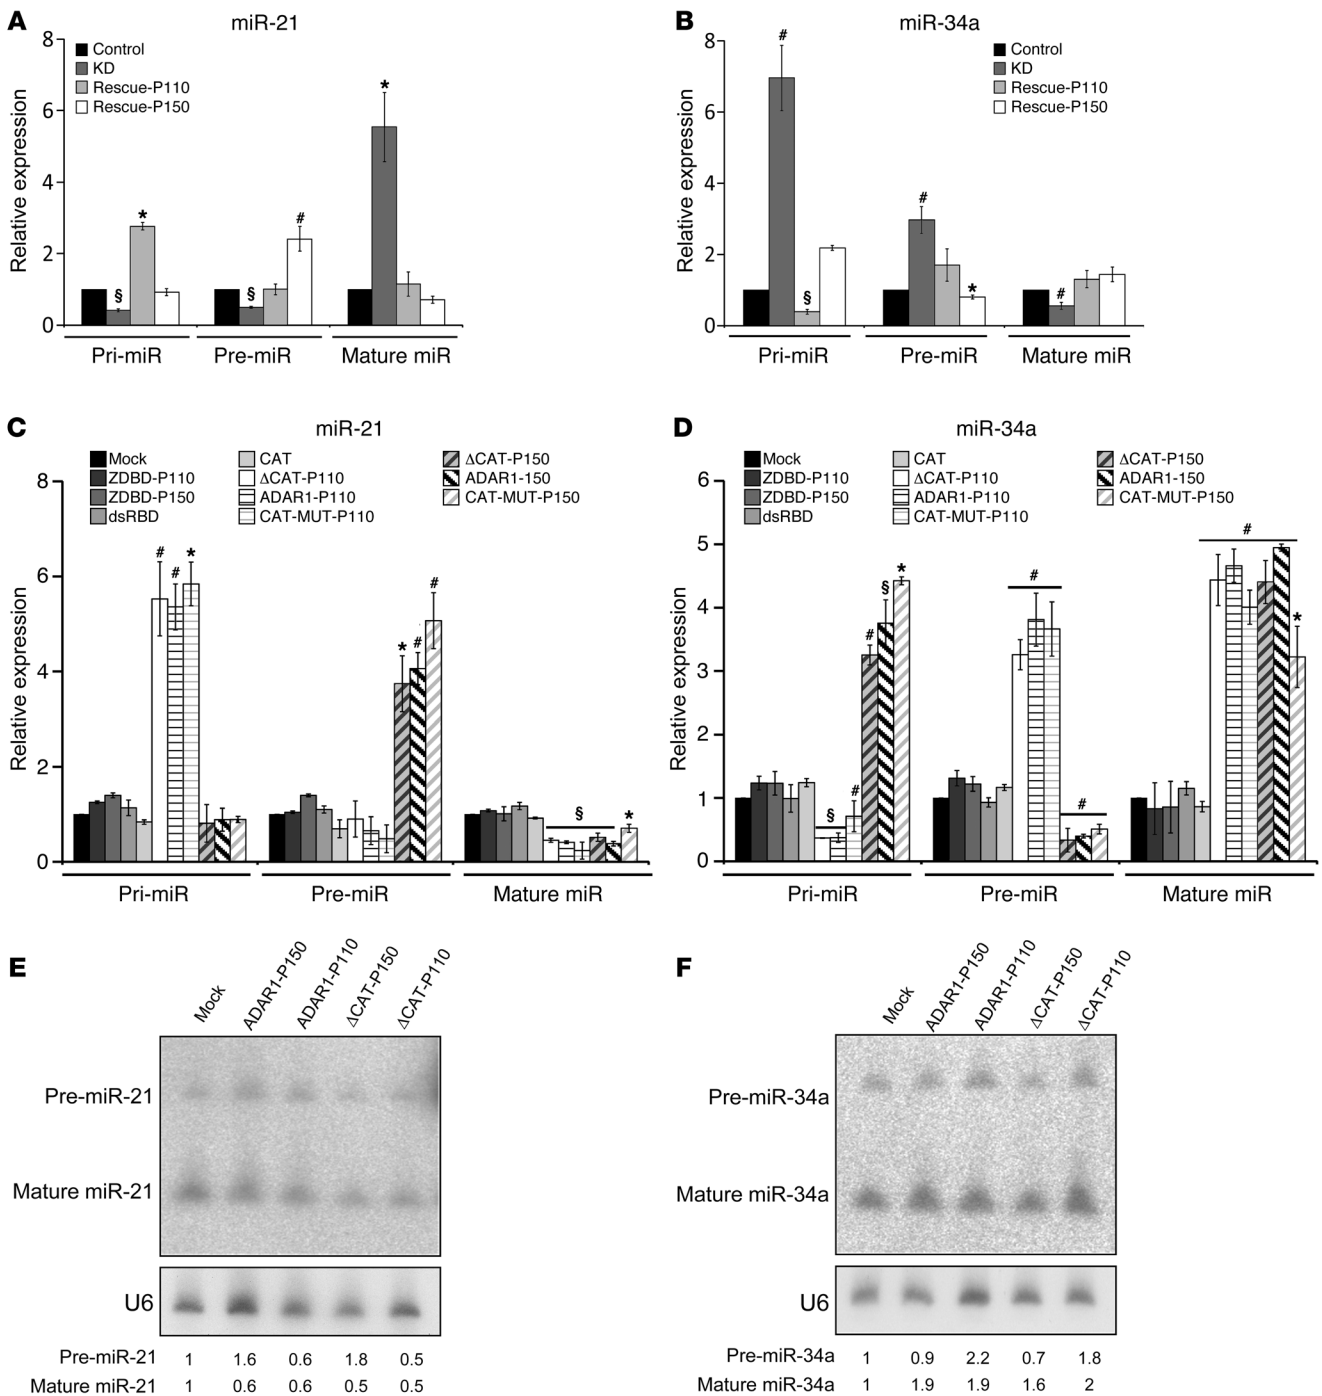 A
miR-21
8
6
4
2
0
Relative expression
Control
KD
Rescue-P110
Rescue-P150
§
*
§
#
*
Pri-miR
Pre-miR
Mature miR
B
miR-34a
8
6
4
2
0
Relative expression
Control
KD
Rescue-P110
Rescue-P150
#
§
#
*
#
Pri-miR
Pre-miR
Mature miR
C
miR-21
Mock
ZDBD-P110
ZDBD-P150
dsRBD
CAT
ΔCAT-P110
ADAR1-P110
CAT-MUT-P110
ΔCAT-P150
ADAR1-150
CAT-MUT-P150
8
6
4
2
0
Relative expression
#
#
*
*
#
#
§
*
Pri-miR
Pre-miR
Mature miR
D
miR-34a
Mock
ZDBD-P110
ZDBD-P150
dsRBD
CAT
ΔCAT-P110
ADAR1-P110
CAT-MUT-P110
ΔCAT-P150
ADAR1-150
CAT-MUT-P150
6
5
4
3
2
1
0
Relative expression
§
#
#
§
*
#
#
#
*
Pri-miR
Pre-miR
Mature miR
E
Mock
ADAR1-P150
ADAR1-P110
ΔCAT-P150
ΔCAT-P110
Pre-miR-21
Mature miR-21
U6
Pre-miR-21 1 1.6 0.6 1.8 0.5
Mature miR-21 1 0.6 0.6 0.5 0.5
F
Mock
ADAR1-P150
ADAR1-P110
ΔCAT-P150
ΔCAT-P110
Pre-miR-34a
Mature miR-34a
U6
Pre-miR-34a 1 0.9 2.2 0.7 1.8
Mature miR-34a 1 1.9 1.9 1.6 2